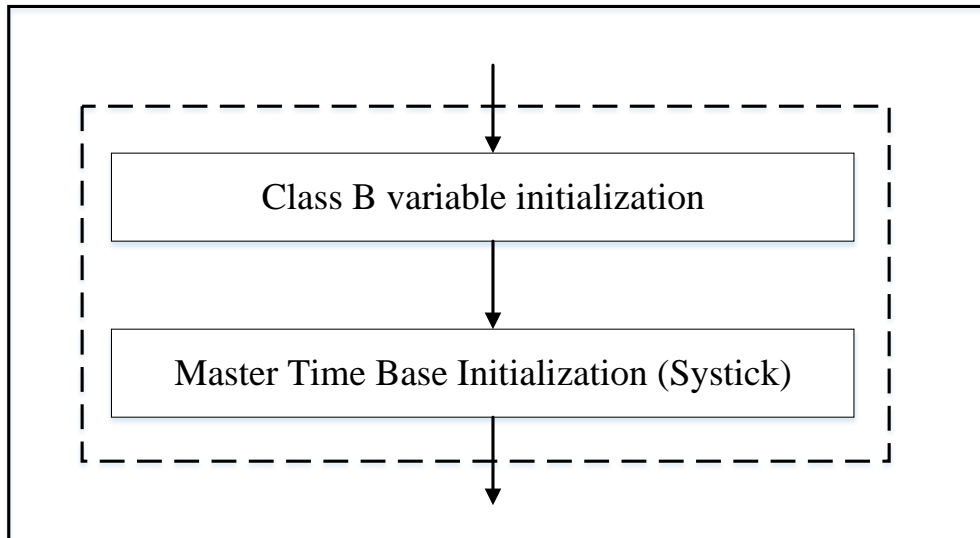 Class B variable initialization
Master Time Base Initialization (Systick)